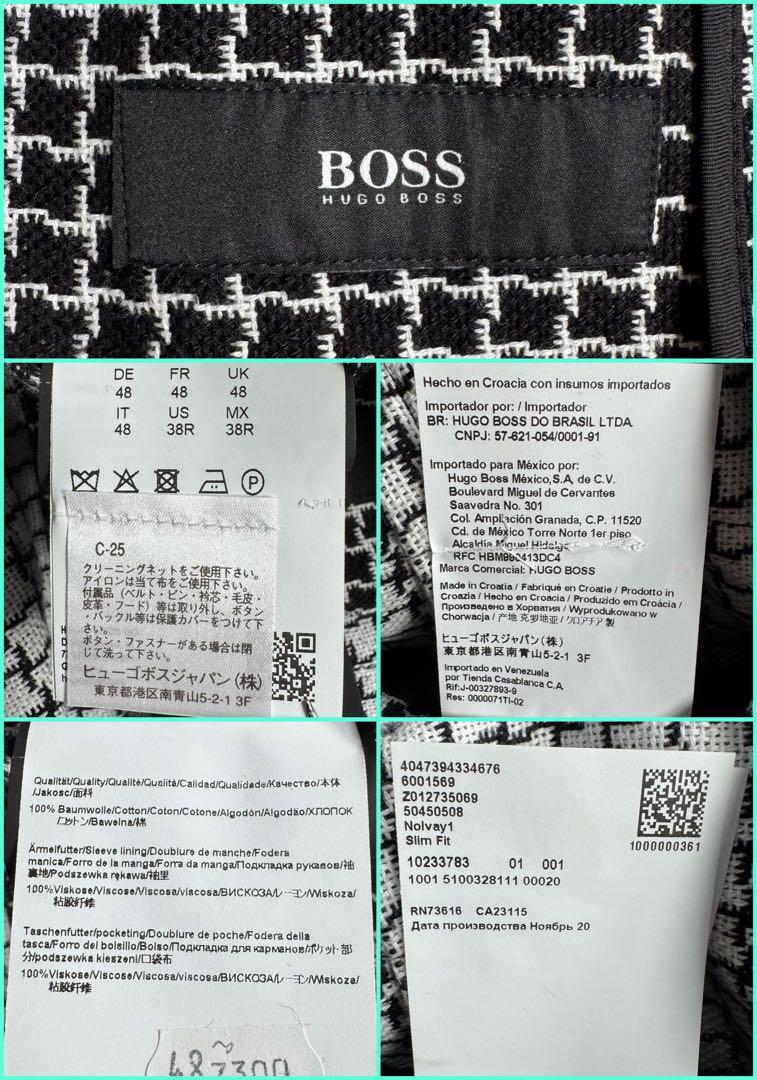 BOSS
HUGO BOSS
DE FR UK
48 48 48
IT US MX
48 38R 38R
P
C-25
クリーニングネットをご使用下さい。
アイロンは当て布をご使用下さい。
付属品（ベルト・ピン・衿芯・毛皮・
皮革・フード）等は取り外し、ボタン
・バックル等は保護カバーをつけて下
さい。
ボタン・ファスナーがある場合は閉
じて洗って下さい。
ヒューゴボスジャパン（株）
東京都港区南青山5-2-1 3F
Hecho en Croacia con insumos importados
Importador por: / Importador
BR: HUGO BOSS DO BRASIL LTDA.
CNPJ: 57-621-054/0001-91
Importado para México por:
Hugo Boss México,S.A, de C.V.
Boulevard Miguel de Cervantes
Saavedra No. 301
Col. Ampliación Granada, C.P. 11520
Cd. de México Torre Norte 1er piso
Alcaldía Miguel Hidalgo
RFC HBM990413DC4
Marca Comercial: HUGO BOSS
Made in Croatia / Fabriqué en Croatie / Prodotto in
Croazia / Hecho en Croacia / Produzido em Croácia /
Произведено в Хорватии / Wyprodukowano w
Chorwacja / 产地 克罗地亚 / クロアチア 製
ヒューゴボスジャパン（株）
東京都港区南青山5-2-1 3F
Importado en Venezuela
por Tienda Casablanca C.A.
Rif:J-00327893-9
Res: 0000071TI-02
Qualität/Quality/Qualité/Qualità/Calidad/Qualidade/Качество/本体
/Jakosc/面料
100% Baumwolle/Cotton/Coton/Cotone/Algodón/Algodão/ХЛОПОК
/コットン/Bawełna/棉
Ärmelfutter/Sleeve lining/Doublure de manche/Fodera
manica/Forro de la manga/Forra da manga/Подкладка рукавов/袖
裏地/Podszewka rękawa/袖里
100%Viskose/Viscose/Viscosa/viscosa/ВИСКОЗА/レーヨン/Wiskoza/
粘胶纤维
Taschenfutter/pocketing/Doublure de poche/Fodera della
tasca/Forro del bolsillo/Bolso/Подкладка для карманов/ポケット部
分/podszewka kieszeni/口袋布
100%Viskose/Viscose/Viscosa/viscosa/ВИСКОЗА/レーヨン/Wiskoza/
粘胶纤维
4047394334676
6001569
Z012735069
50450508
Nolvay1
Slim Fit
1000000361
10233783 01 001
1001 5100328111 00020
RN73616 CA23115
Дата производства Ноябрь 20